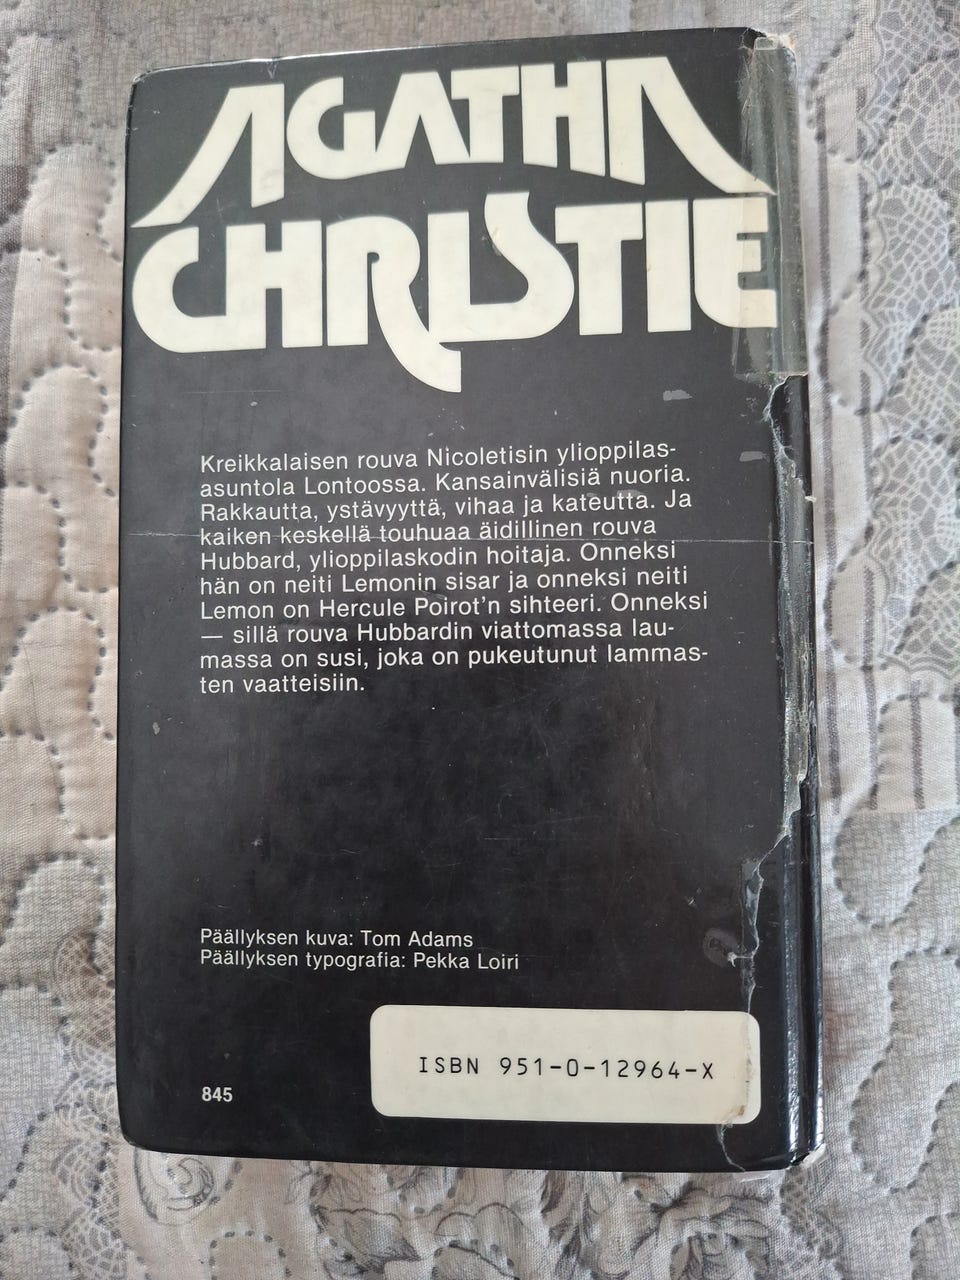 AGATHA
CHRISTIE
Kreikkalaisen rouva Nicoletisin ylioppilas-
asuntola Lontoossa. Kansainvälisiä nuoria.
Rakkautta, ystävyyttä, vihaa ja kateutta. Ja
kaiken keskellä touhuaa äidillinen rouva
Hubbard, ylioppilaskodin hoitaja. Onneksi
hän on neiti Lemonin sisar ja onneksi neiti
Lemon on Hercule Poirot'n sihteeri. Onneksi
— sillä rouva Hubbardin viattomassa lau-
massa on susi, joka on pukeutunut lammas-
ten vaatteisiin.
Päällyksen kuva: Tom Adams
Päällyksen typografia: Pekka Loiri
ISBN 951-0-12964-X
845